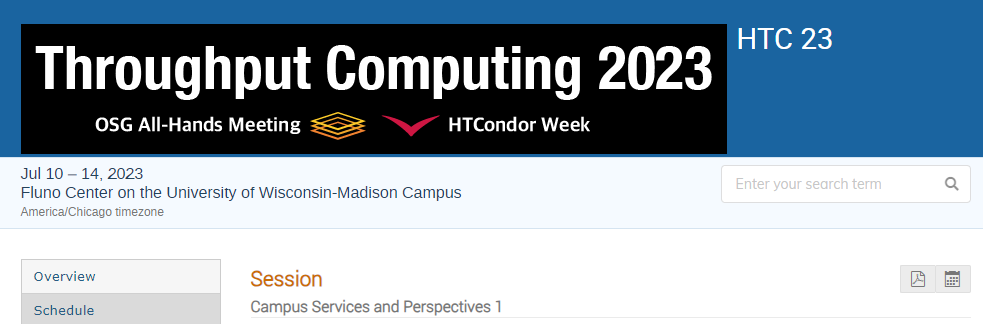 Throughput Computing 2023
OSG All-Hands Meeting HTCondor Week
HTC 23
Jul 10 – 14, 2023
Fluno Center on the University of Wisconsin-Madison Campus
America/Chicago timezone
Enter your search term
Overview
Schedule
Session
Campus Services and Perspectives 1